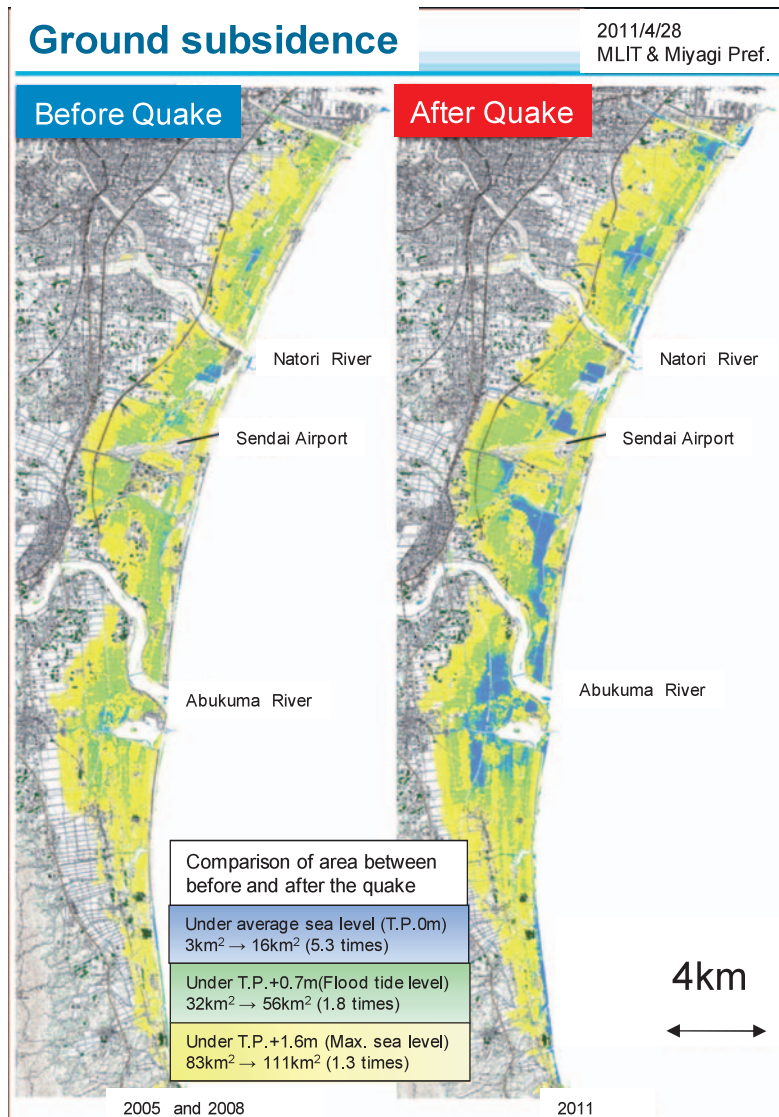 Ground subsidence
2011/4/28
MLIT & Miyagi Pref.
Before Quake
After Quake
Natori River
Sendai Airport
Abukuma River
Natori River
Sendai Airport
Abukuma River
Comparison of area between
before and after the quake
Under average sea level (T.P.0m)
3km² → 16km² (5.3 times)
Under T.P.+0.7m(Flood tide level)
32km² → 56km² (1.8 times)
Under T.P.+1.6m (Max. sea level)
83km² → 111km² (1.3 times)
4km
2005 and 2008
2011